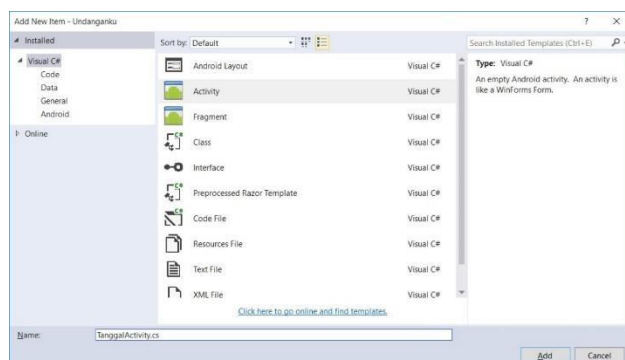 Add New Item - Undanganku
? ×
Installed
Sort by: Default
Search Installed Templates (Ctrl+E)
Visual C#
Code
Data
General
Android
Online
Android Layout Visual C#
Activity Visual C#
Fragment Visual C#
Class Visual C#
Interface Visual C#
Preprocessed Razor Template Visual C#
Code File Visual C#
Resources File Visual C#
Text File Visual C#
XML File Visual C#
Type: Visual C#
An empty Android activity. An activity is
like a WinForms Form.
Click here to go online and find templates.
Name: TanggalActivity.cs
Add Cancel